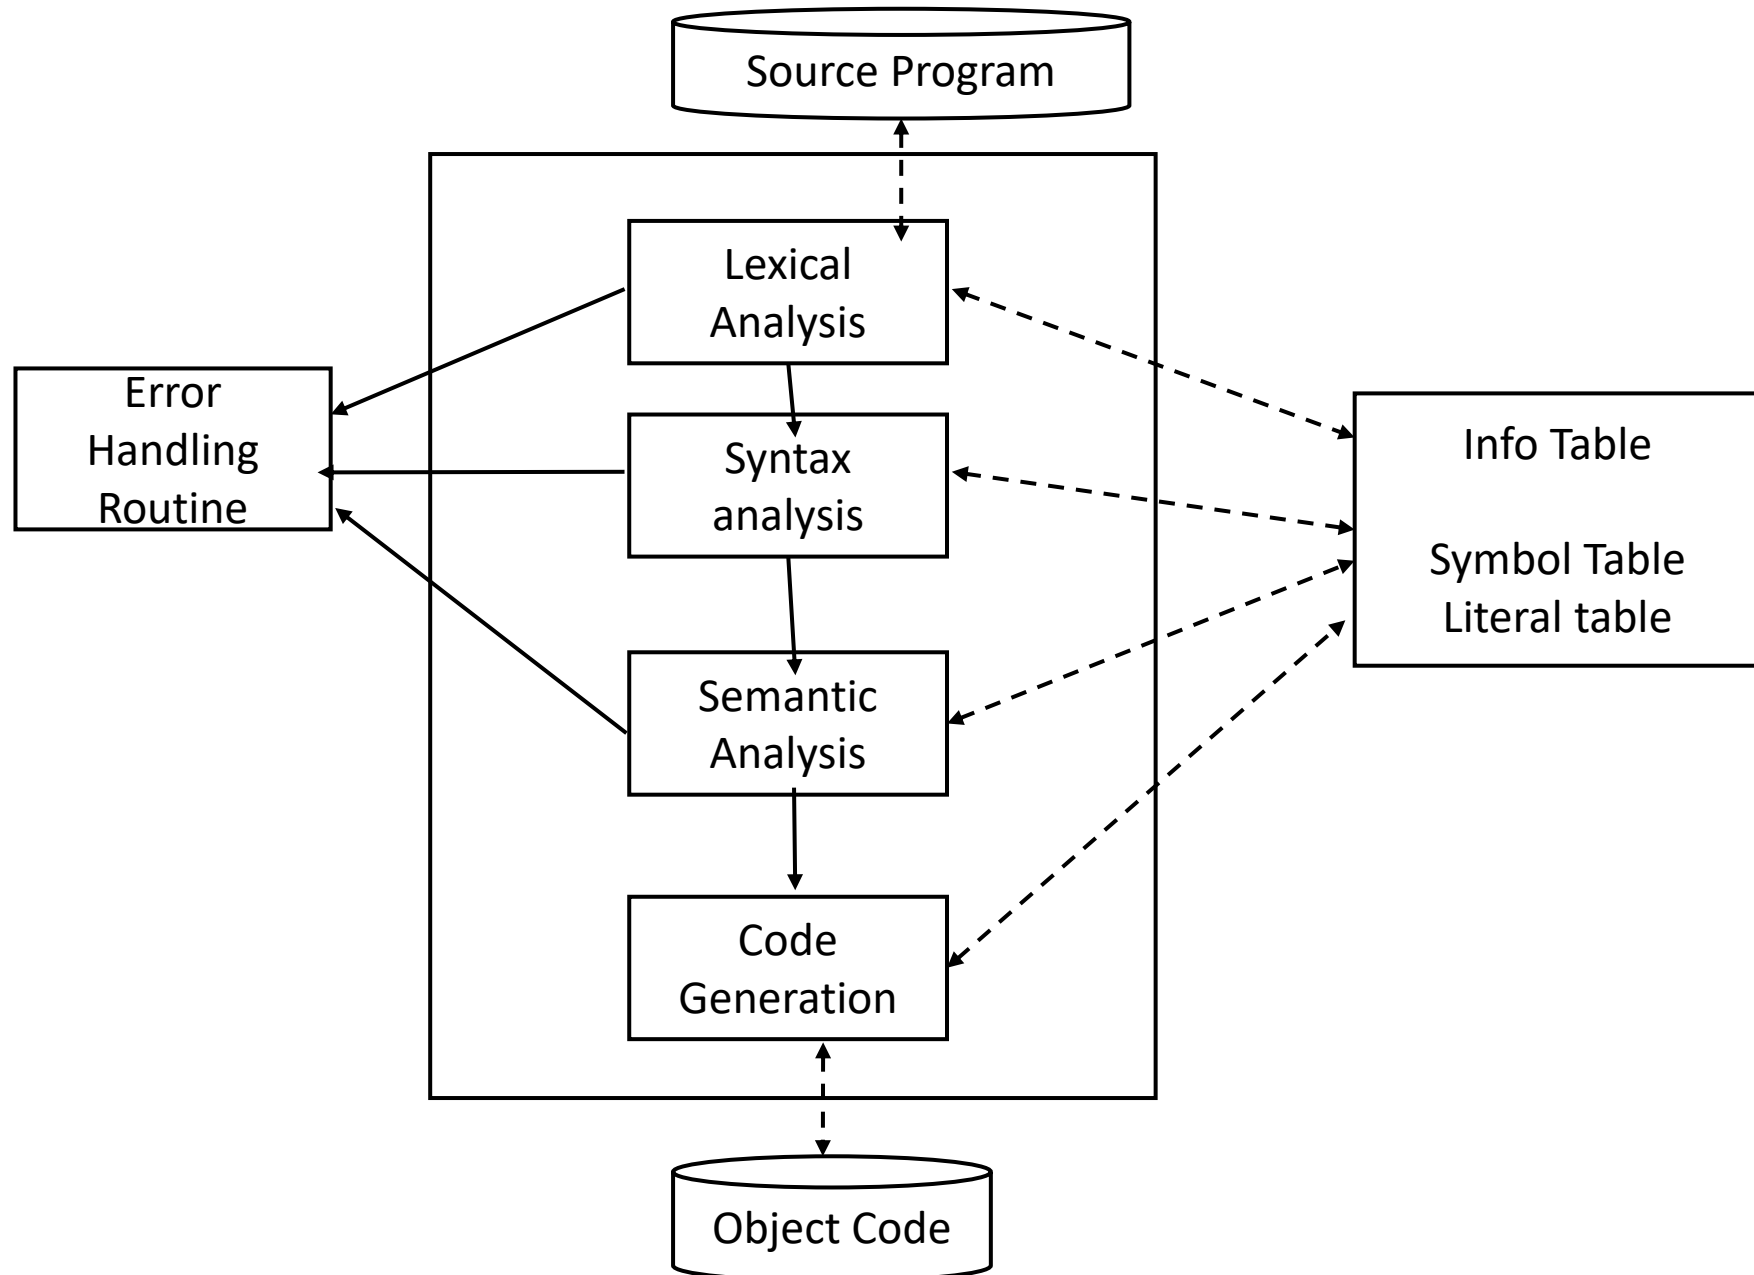 Source Program
Lexical
Analysis
Error
Handling
Routine
Syntax
analysis
Info Table
Symbol Table
Literal table
Semantic
Analysis
Code
Generation
Object Code